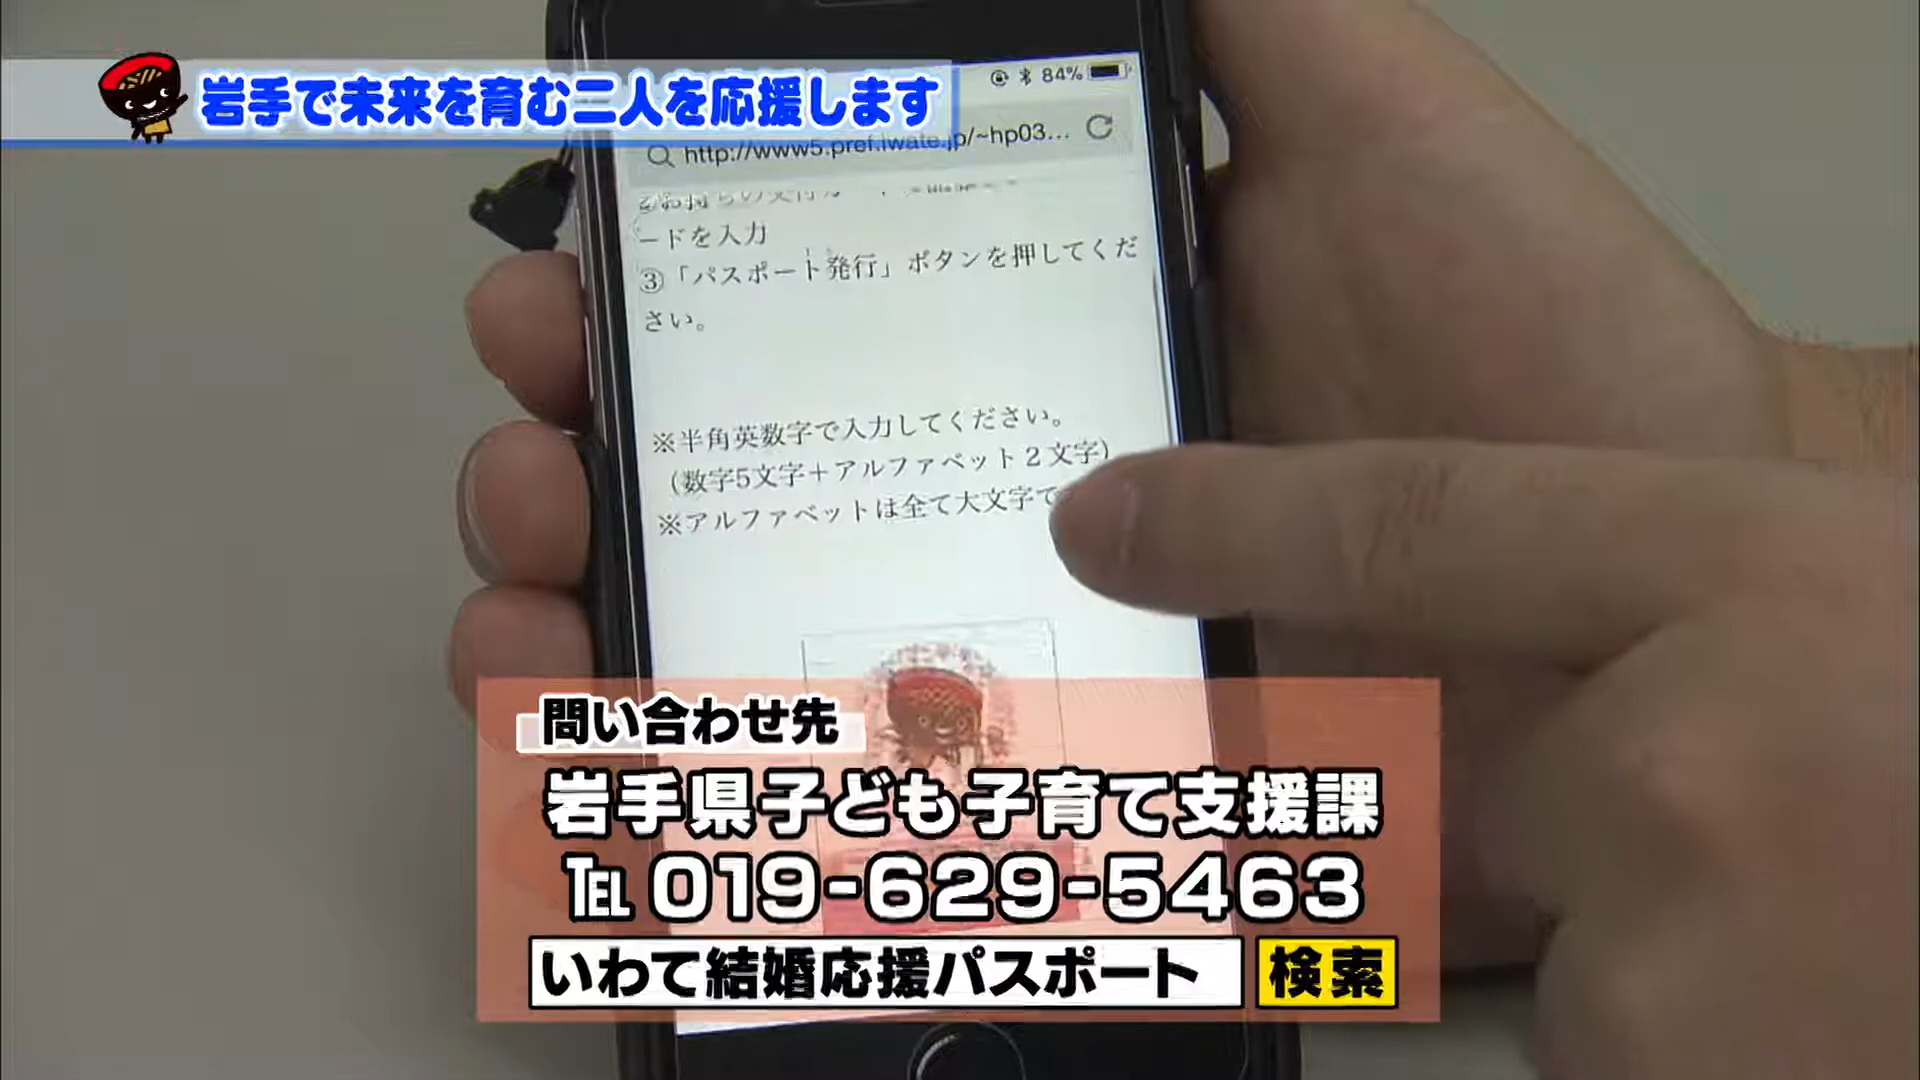 岩手で未来を育む二人を応援します
84%
http://www5.pref.iwate.jp/~hp03...
ードを入力
③「パスポート発行」ボタンを押してくだ
さい。
※半角英数字で入力してください。
(数字5文字+アルファベット2文字)
※アルファベットは全て大文字で
問い合わせ先
岩手県子ども子育て支援課
TEL 019-629-5463
いわて結婚応援パスポート 検索